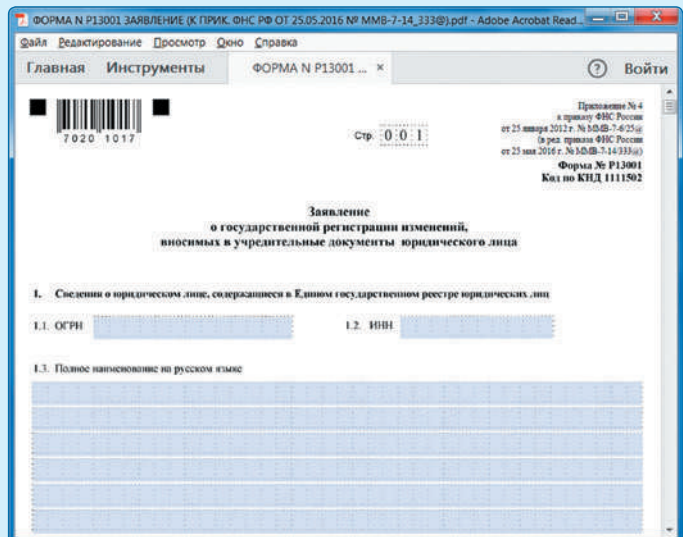 ФОРМА N Р13001 ЗАЯВЛЕНИЕ (К ПРИК. ФНС РФ ОТ 25.05.2016 № ММВ-7-14_333@).pdf - Adobe Acrobat Read...
Файл Редактирование Просмотр Окно Справка
Главная Инструменты ФОРМА N Р13001 ... × ? Войти
Приложение № 4
к приказу ФНС России
от 25 января 2012 г. № ММВ-7-6/25@
(в ред. приказа ФНС России
от 25 мая 2016 г. № ММВ-7-14/333@)
7020 1017
Стр. 0 0 1
Форма № Р13001
Код по КНД 1111502
Заявление
о государственной регистрации изменений,
вносимых в учредительные документы юридического лица
1. Сведения о юридическом лице, содержащиеся в Едином государственном реестре юридических лиц
1.1. ОГРН 1.2. ИНН
1.3. Полное наименование на русском языке